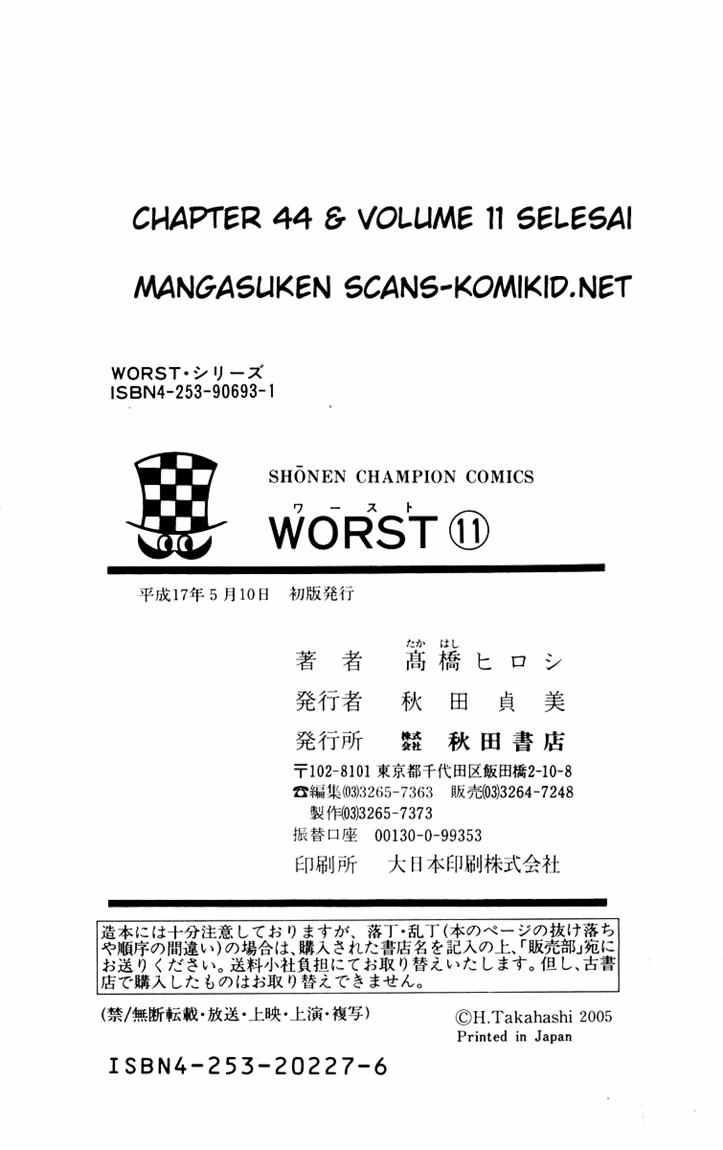 CHAPTER 44 & VOLUME 11 SELESAI
MANGASUKEN SCANS-KOMIKID.NET
WORST・シリーズ
ISBN4-253-90693-1
SHŌNEN CHAMPION COMICS
ワースト
WORST ⑪
平成17年5月10日 初版発行
たか はし
著者 髙橋ヒロシ
発行者 秋田貞美
発行所 株式会社 秋田書店
〒102-8101 東京都千代田区飯田橋2-10-8
☎編集(03)3265-7363 販売(03)3264-7248
製作(03)3265-7373
振替口座 00130-0-99353
印刷所 大日本印刷株式会社
造本には十分注意しておりますが、落丁・乱丁(本のページの抜け落ち
や順序の間違い)の場合は、購入された書店名を記入の上、「販売部」宛に
お送りください。送料小社負担にてお取り替えいたします。但し、古書
店で購入したものはお取り替えできません。
(禁/無断転載・放送・上映・上演・複写)
©H.Takahashi 2005
Printed in Japan
ISBN4-253-20227-6